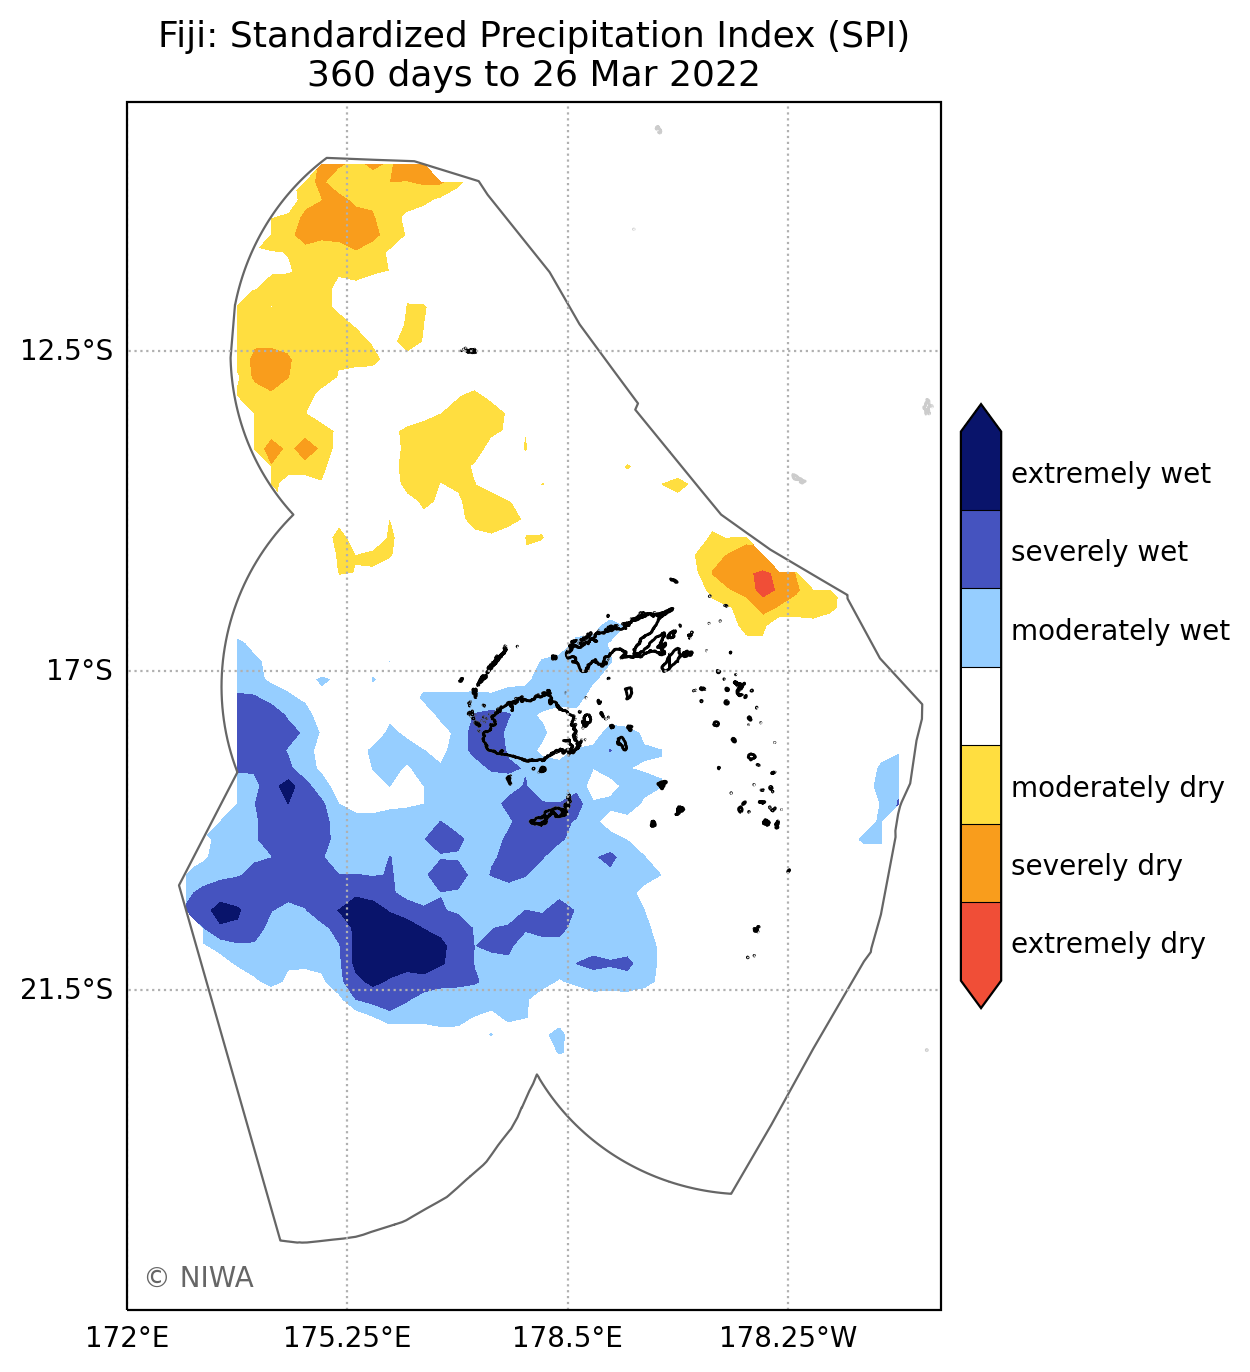 Fiji: Standardized Precipitation Index (SPI)
360 days to 26 Mar 2022
12.5°S
17°S
21.5°S
172°E
175.25°E
178.5°E
178.25°W
extremely wet
severely wet
moderately wet
moderately dry
severely dry
extremely dry
© NIWA